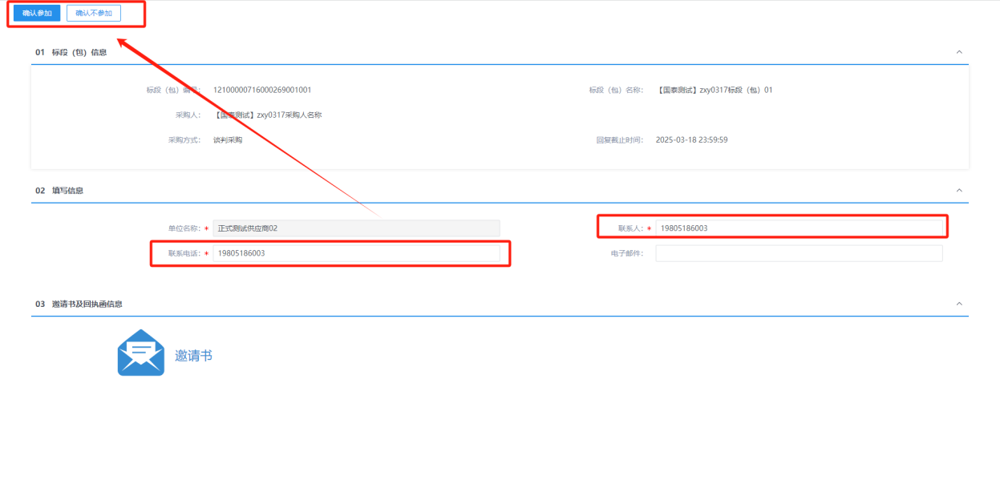 确认参加 确认不参加
01 标段（包）信息
标段（包）编号： 12100000716000269001001 标段（包）名称： 【国泰测试】zxy0317标段（包）01
采购人： 【国泰测试】zxy0317采购人名称
采购方式： 谈判采购 回复截止时间： 2025-03-18 23:59:59
02 填写信息
单位名称：* 正式测试供应商02 联系人：* 19805186003
联系电话：* 19805186003 电子邮件：
03 邀请书及回执函信息
邀请书